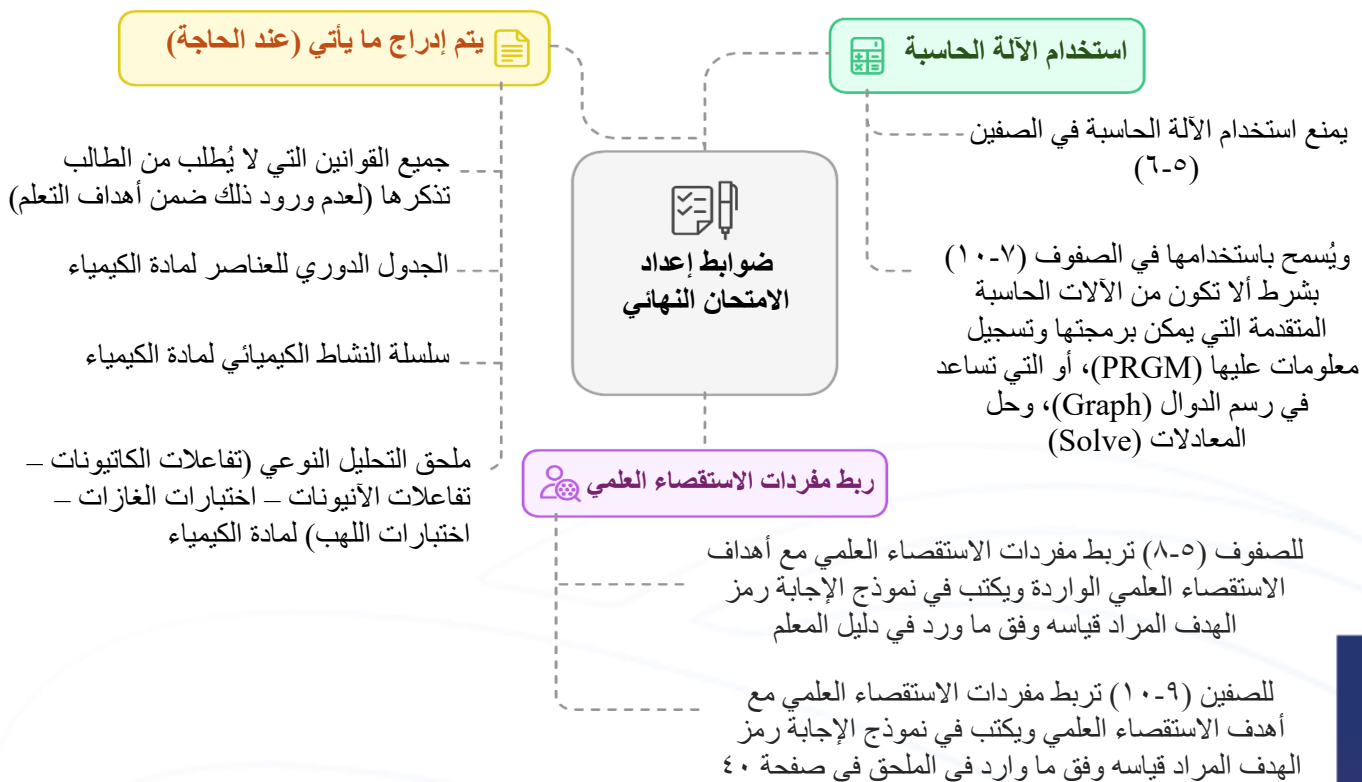 استخدام الآلة الحاسبة
يمنع استخدام الآلة الحاسبة في الصفين
(٥-٦)
ويُسمح باستخدامها في الصفوف (٧-١٠)
بشرط ألا تكون من الآلات الحاسبة
المتقدمة التي يمكن برمجتها وتسجيل
معلومات عليها (PRGM)، أو التي تساعد
في رسم الدوال (Graph)، وحل
المعادلات (Solve)
يتم إدراج ما يأتي (عند الحاجة)
جميع القوانين التي لا يُطلب من الطالب
تذكرها (لعدم ورود ذلك ضمن أهداف التعلم)
الجدول الدوري للعناصر لمادة الكيمياء
سلسلة النشاط الكيميائي لمادة الكيمياء
ملحق التحليل النوعي (تفاعلات الكاتيونات –
تفاعلات الآنيونات – اختبارات الغازات –
اختبارات اللهب) لمادة الكيمياء
ضوابط إعداد
الامتحان النهائي
ربط مفردات الاستقصاء العلمي
للصفوف (٥-٨) تربط مفردات الاستقصاء العلمي مع أهداف
الاستقصاء العلمي الواردة ويكتب في نموذج الإجابة رمز
الهدف المراد قياسه وفق ما ورد في دليل المعلم
للصفين (٩-١٠) تربط مفردات الاستقصاء العلمي مع
أهدف الاستقصاء العلمي ويكتب في نموذج الإجابة رمز
الهدف المراد قياسه وفق ما وارد في الملحق في صفحة ٤٠